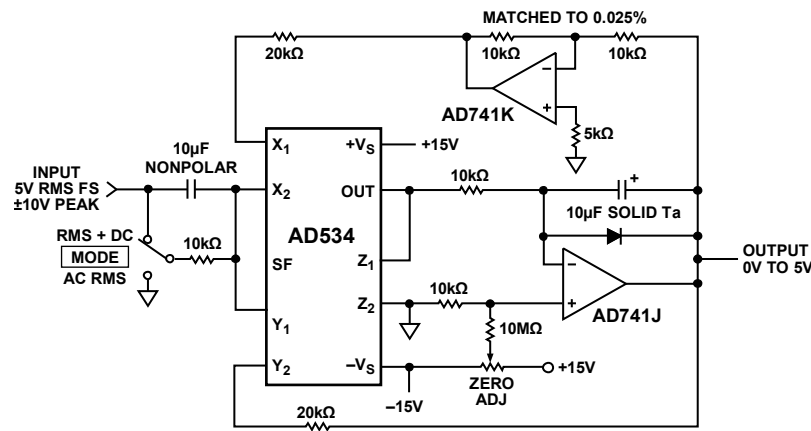 MATCHED TO 0.025%
20kΩ
10kΩ
10kΩ
AD741K
5kΩ
10µF
NONPOLAR
INPUT
5V RMS FS
±10V PEAK
RMS + DC
MODE
AC RMS
10kΩ
X1
X2
SF
Y1
Y2
AD534
+VS
OUT
Z1
Z2
–VS
+15V
10kΩ
10µF SOLID Ta
+
–
+
–
+
AD741J
OUTPUT
0V TO 5V
10kΩ
10MΩ
+15V
ZERO
ADJ
–15V
20kΩ